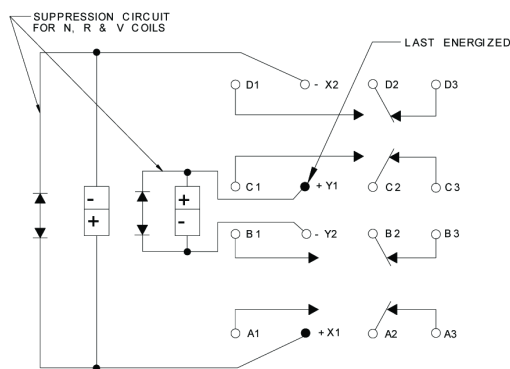 SUPPRESSION CIRCUIT
FOR N, R & V COILS
LAST ENERGIZED
D1
- X2
D2
D3
C1
+ Y1
C2
C3
B1
- Y2
B2
B3
A1
+ X1
A2
A3
-
+
+
-